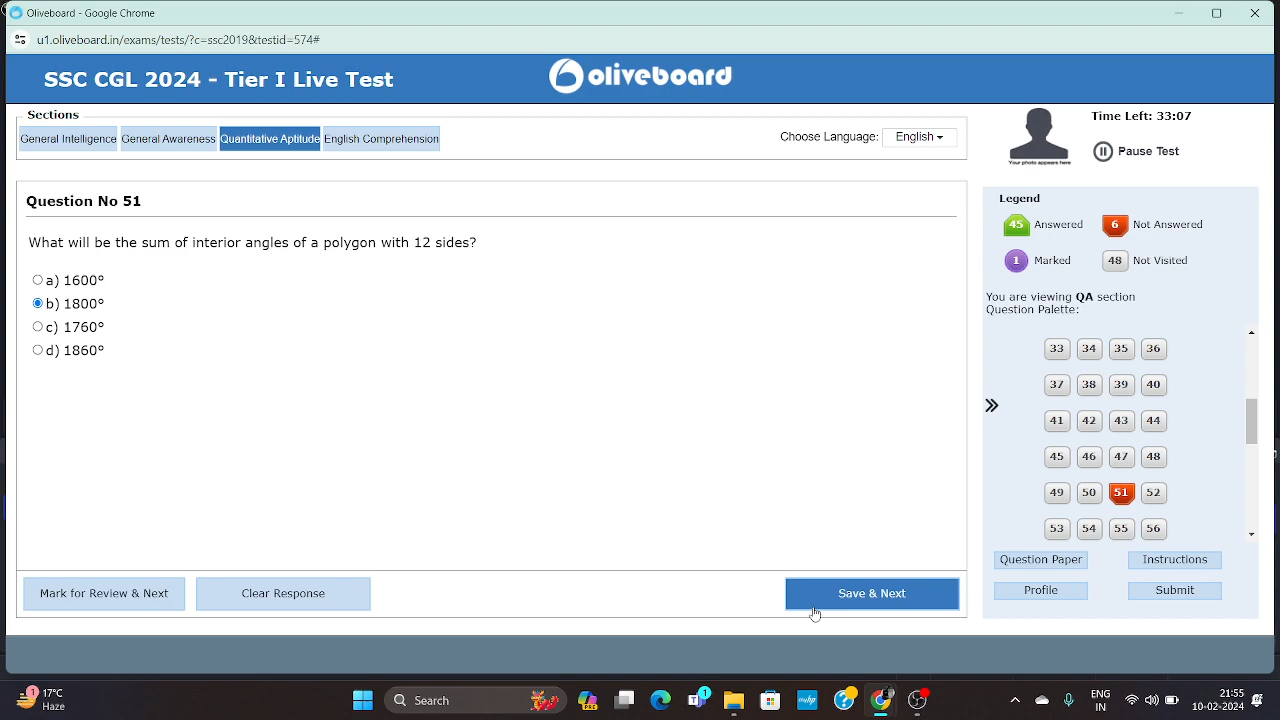 Oliveboard - Google Chrome
u1.oliveboard.in/exams/tests/?c=ssc2019&testid=574#
SSC CGL 2024 - Tier I Live Test
oliveboard
Sections
General Intelligence General Awareness Quantitative Aptitude English Comprehension
Choose Language: English
Your photo appears here
Time Left: 33:07
Pause Test
Question No 51
What will be the sum of interior angles of a polygon with 12 sides?
a) 1600°
b) 1800°
c) 1760°
d) 1860°
Mark for Review & Next
Clear Response
Save & Next
Legend
45 Answered 6 Not Answered
1 Marked 48 Not Visited
You are viewing QA section
Question Palette:
33 34 35 36
37 38 39 40
41 42 43 44
45 46 47 48
49 50 51 52
53 54 55 56
Question Paper Instructions
Profile Submit
17°C
Haze
Search
1
ENG
IN
21:55
10-02-2024